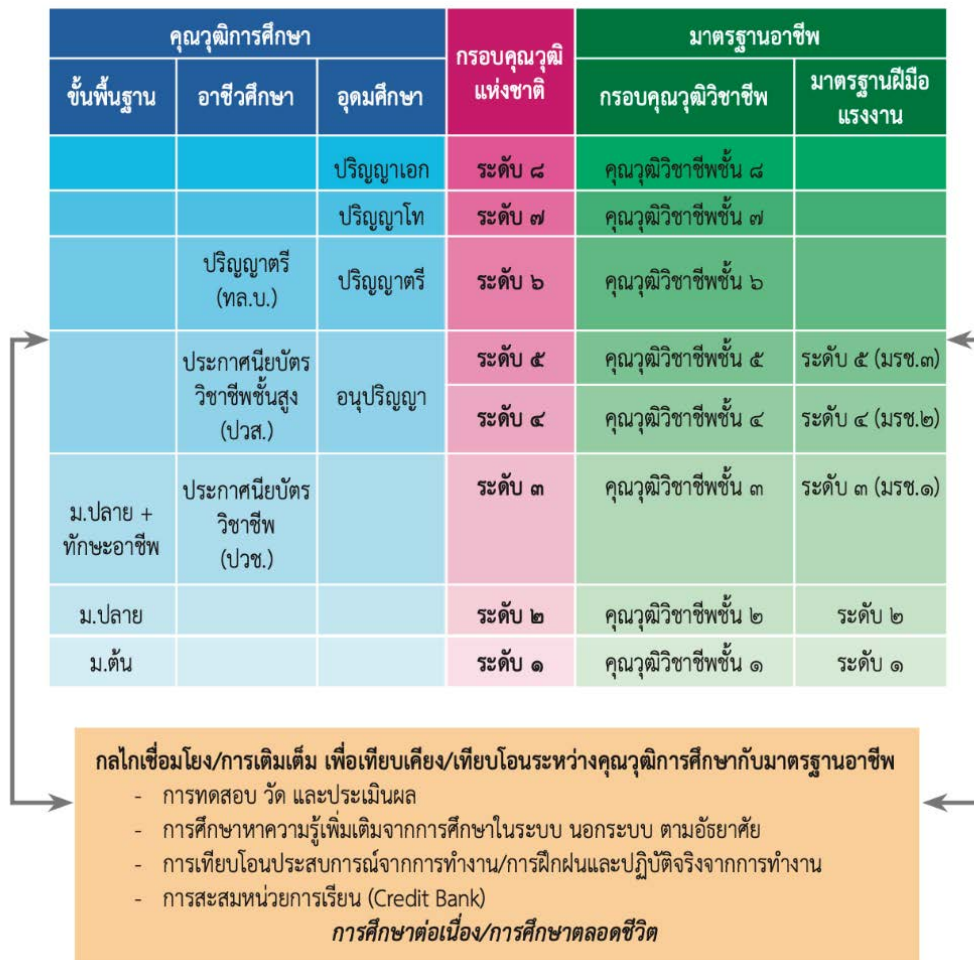 คุณวุฒิการศึกษา
กรอบคุณวุฒิ
แห่งชาติ
มาตรฐานอาชีพ
ขั้นพื้นฐาน
อาชีวศึกษา
อุดมศึกษา
กรอบคุณวุฒิวิชาชีพ
มาตรฐานฝีมือ
แรงงาน
ปริญญาเอก
ระดับ ๘
คุณวุฒิวิชาชีพชั้น ๘
ปริญญาโท
ระดับ ๗
คุณวุฒิวิชาชีพชั้น ๗
ปริญญาตรี
(ทล.บ.)
ปริญญาตรี
ระดับ ๖
คุณวุฒิวิชาชีพชั้น ๖
ประกาศนียบัตร
วิชาชีพชั้นสูง
(ปวส.)
อนุปริญญา
ระดับ ๕
คุณวุฒิวิชาชีพชั้น ๕
ระดับ ๕ (มรช.๓)
ระดับ ๔
คุณวุฒิวิชาชีพชั้น ๔
ระดับ ๔ (มรช.๒)
ม.ปลาย +
ทักษะอาชีพ
ประกาศนียบัตร
วิชาชีพ
(ปวช.)
ระดับ ๓
คุณวุฒิวิชาชีพชั้น ๓
ระดับ ๓ (มรช.๑)
ม.ปลาย
ระดับ ๒
คุณวุฒิวิชาชีพชั้น ๒
ระดับ ๒
ม.ต้น
ระดับ ๑
คุณวุฒิวิชาชีพชั้น ๑
ระดับ ๑
กลไกเชื่อมโยง/การเติมเต็ม เพื่อเทียบเคียง/เทียบโอนระหว่างคุณวุฒิการศึกษากับมาตรฐานอาชีพ
- การทดสอบ วัด และประเมินผล
- การศึกษาหาความรู้เพิ่มเติมจากการศึกษาในระบบ นอกระบบ ตามอัธยาศัย
- การเทียบโอนประสบการณ์จากการทำงาน/การฝึกฝนและปฏิบัติจริงจากการทำงาน
- การสะสมหน่วยการเรียน (Credit Bank)
การศึกษาต่อเนื่อง/การศึกษาตลอดชีวิต